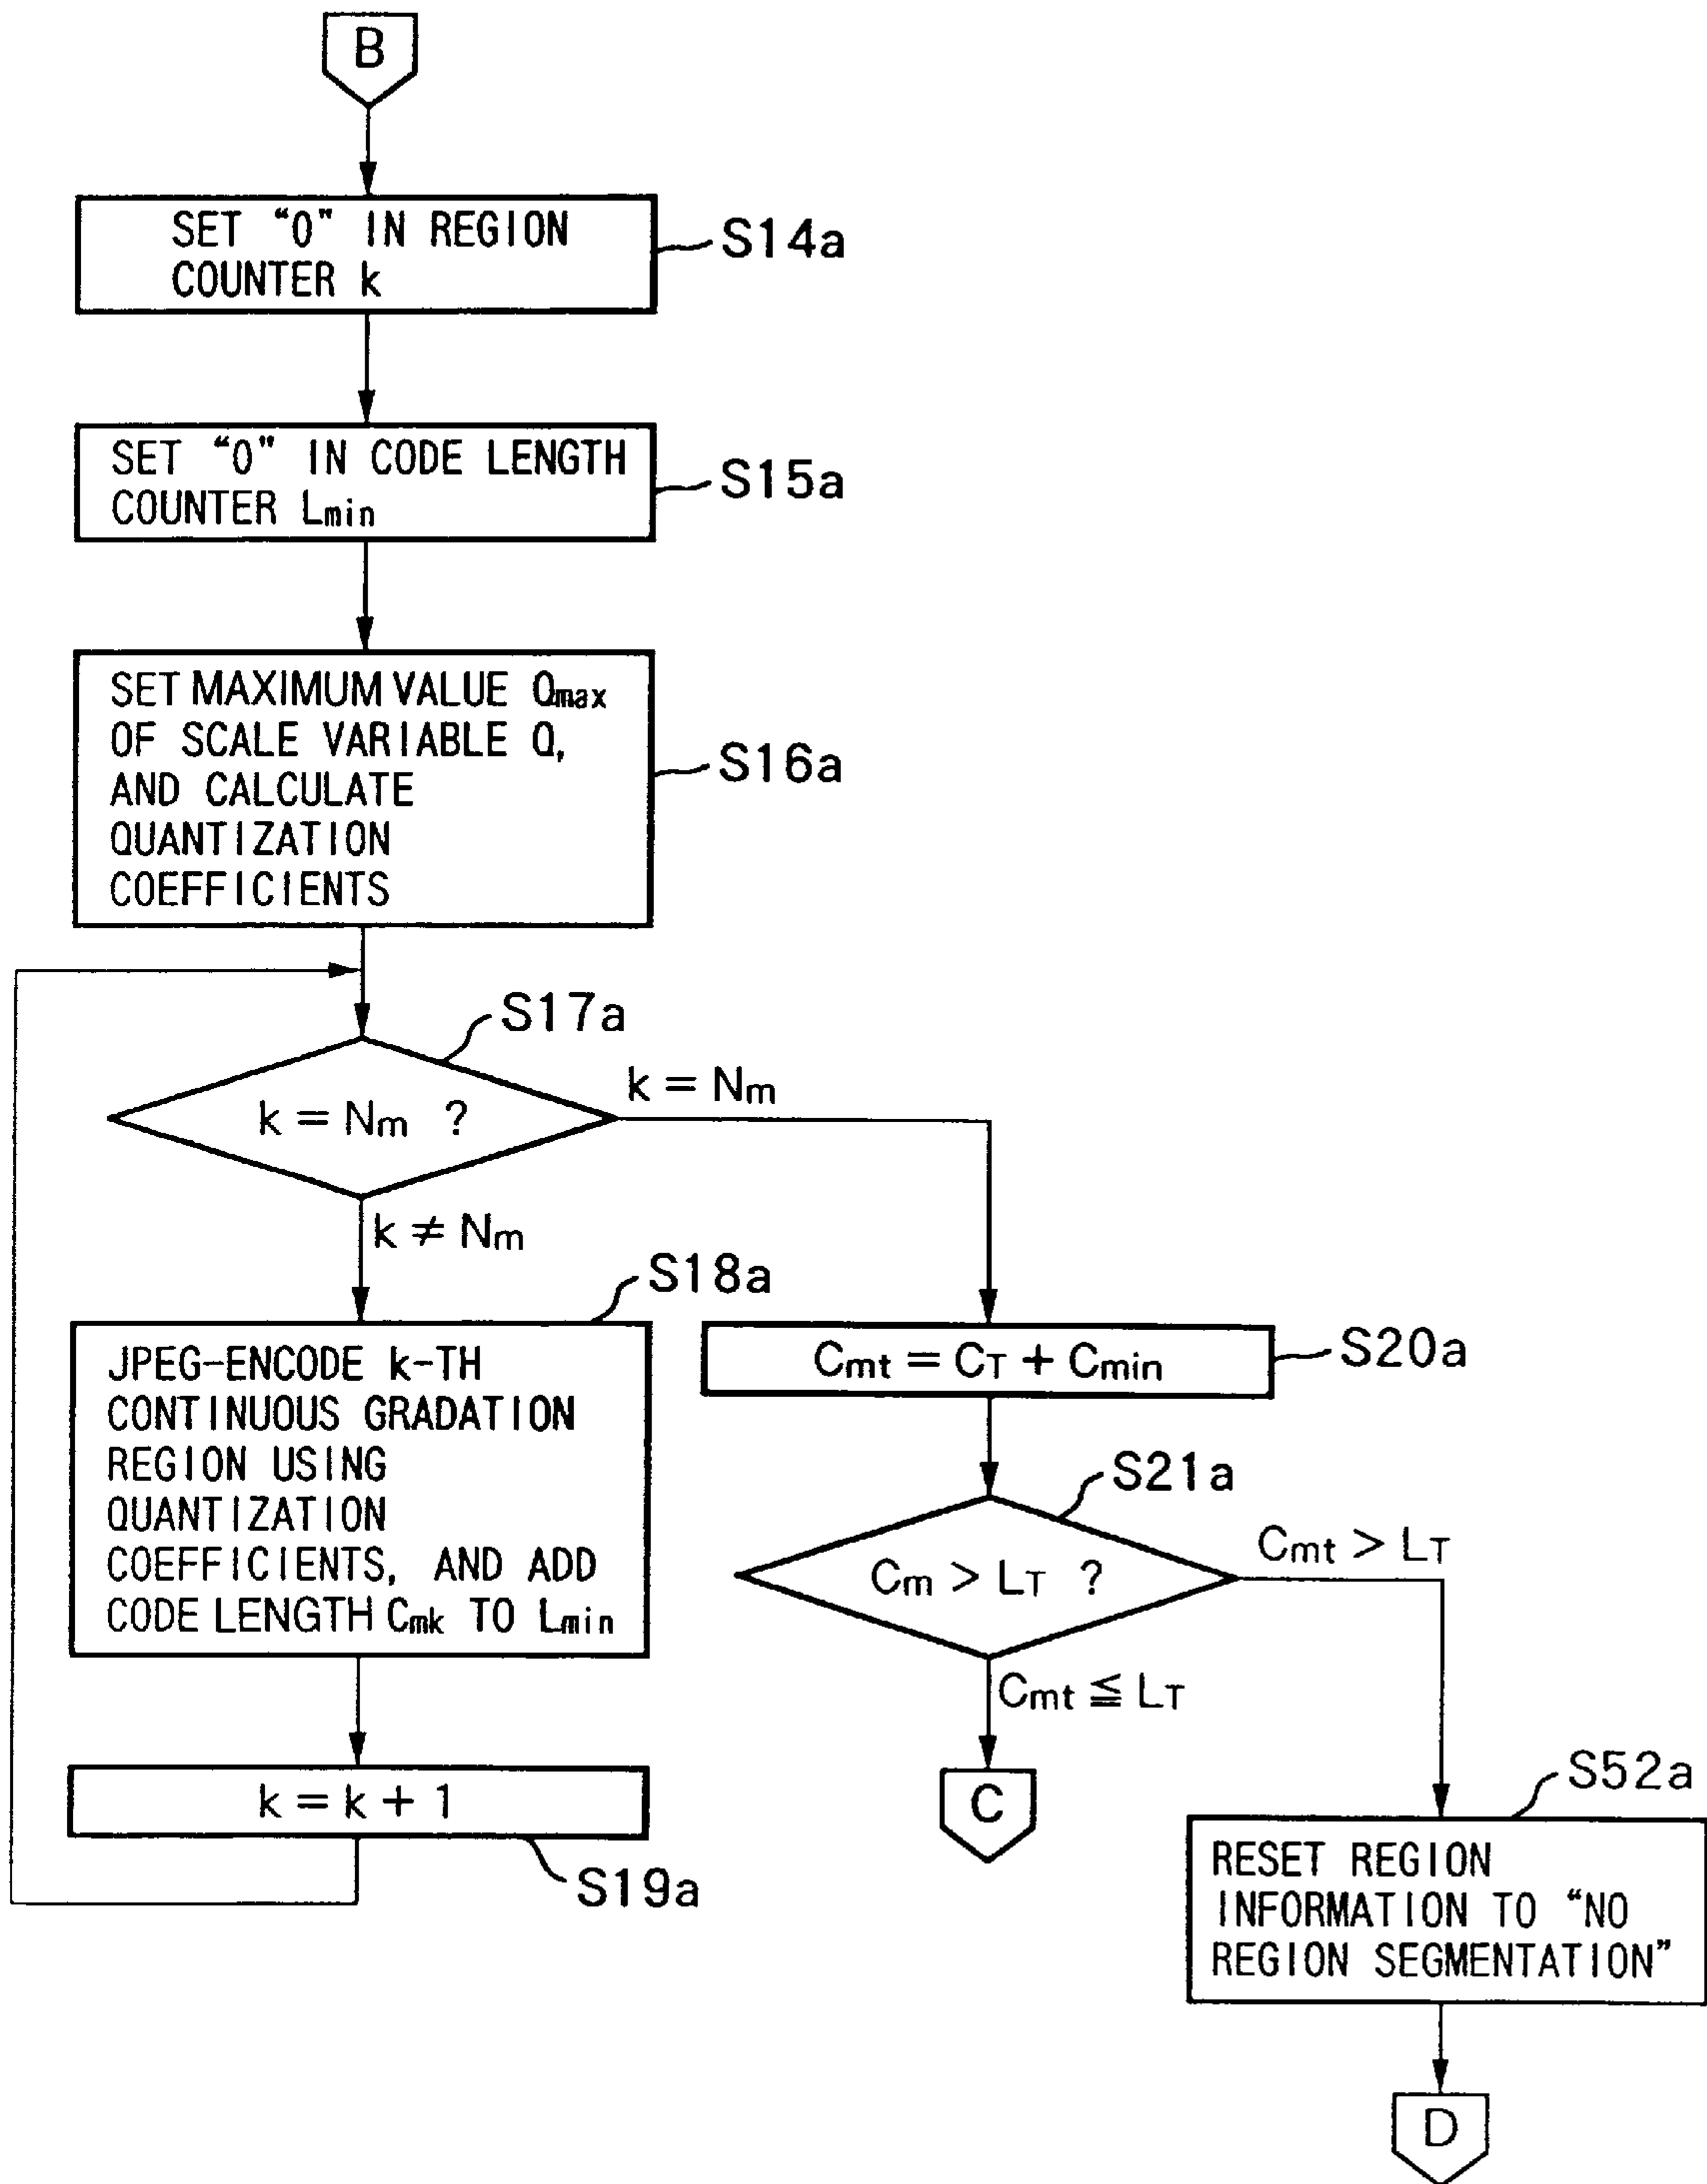 B
SET “0” IN REGION
COUNTER k
S14a
SET “0” IN CODE LENGTH
COUNTER Lmin
S15a
SET MAXIMUM VALUE Qmax
OF SCALE VARIABLE Q,
AND CALCULATE
QUANTIZATION
COEFFICIENTS
S16a
S17a
k = Nm ?
k = Nm
k ≠ Nm
S18a
JPEG-ENCODE k-TH
CONTINUOUS GRADATION
REGION USING
QUANTIZATION
COEFFICIENTS, AND ADD
CODE LENGTH Cmk TO Lmin
k = k + 1
S19a
Cmt = CT + Cmin
S20a
S21a
Cm > LT ?
Cmt > LT
Cmt ≦ LT
C
S52a
RESET REGION
INFORMATION TO “NO
REGION SEGMENTATION”
D